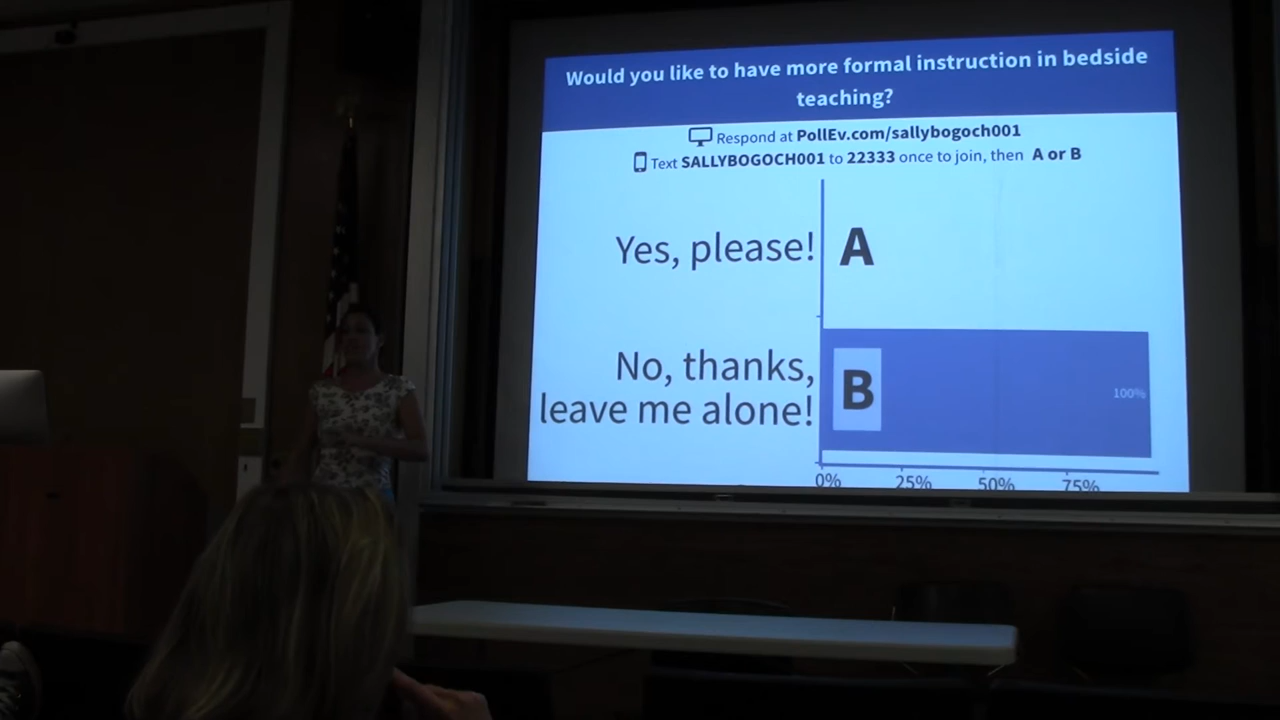 Would you like to have more formal instruction in bedside
teaching?
Respond at PollEv.com/sallybogoch001
Text SALLYBOGOCH001 to 22333 once to join, then A or B
Yes, please! A
No, thanks,
leave me alone!
B
100%
0% 25% 50% 75%